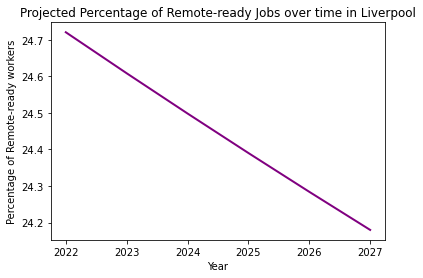 Projected Percentage of Remote-ready Jobs over time in Liverpool
Percentage of Remote-ready workers
24.7
24.6
24.5
24.4
24.3
24.2
2022 2023 2024 2025 2026 2027
Year